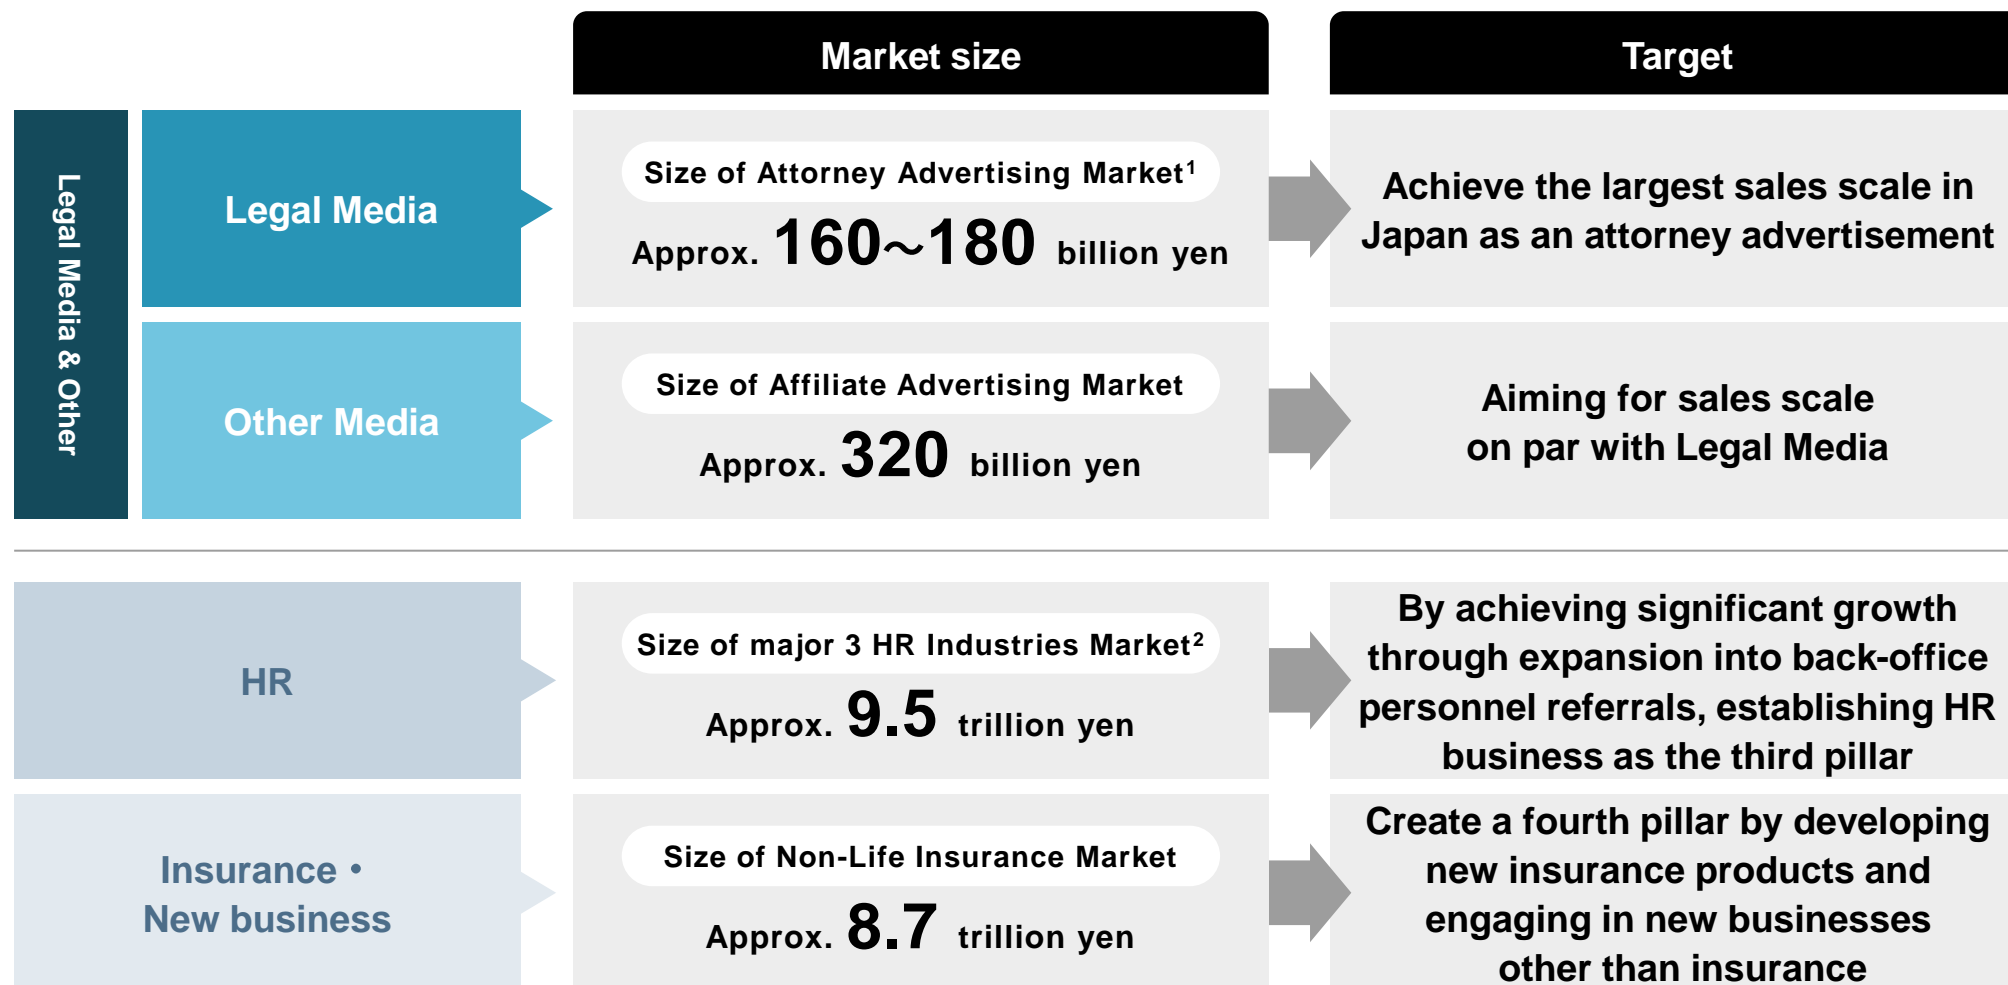 Market size
Target
Legal Media & Other
Legal Media
Size of Attorney Advertising Market¹
Approx. 160～180 billion yen
Achieve the largest sales scale in
Japan as an attorney advertisement
Other Media
Size of Affiliate Advertising Market
Approx. 320 billion yen
Aiming for sales scale
on par with Legal Media
HR
Size of major 3 HR Industries Market²
Approx. 9.5 trillion yen
By achieving significant growth
through expansion into back-office
personnel referrals, establishing HR
business as the third pillar
Insurance・
New business
Size of Non-Life Insurance Market
Approx. 8.7 trillion yen
Create a fourth pillar by developing
new insurance products and
engaging in new businesses
other than insurance